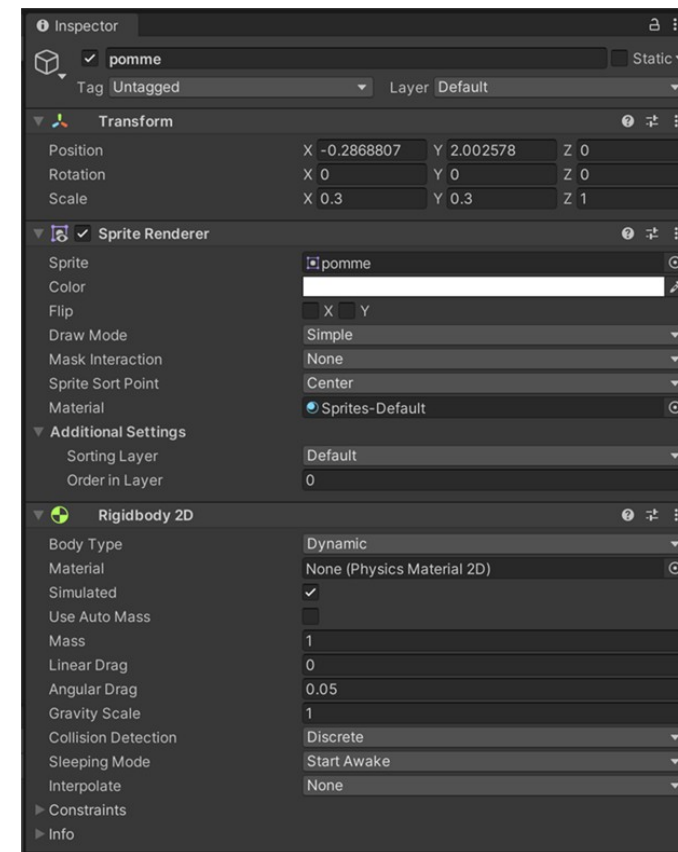 Inspector
pomme Static
Tag Untagged Layer Default
Transform
Position X -0.2868807 Y 2.002578 Z 0
Rotation X 0 Y 0 Z 0
Scale X 0.3 Y 0.3 Z 1
Sprite Renderer
Sprite pomme
Color
Flip X Y
Draw Mode Simple
Mask Interaction None
Sprite Sort Point Center
Material Sprites-Default
Additional Settings
Sorting Layer Default
Order in Layer 0
Rigidbody 2D
Body Type Dynamic
Material None (Physics Material 2D)
Simulated
Use Auto Mass
Mass 1
Linear Drag 0
Angular Drag 0.05
Gravity Scale 1
Collision Detection Discrete
Sleeping Mode Start Awake
Interpolate None
Constraints
Info